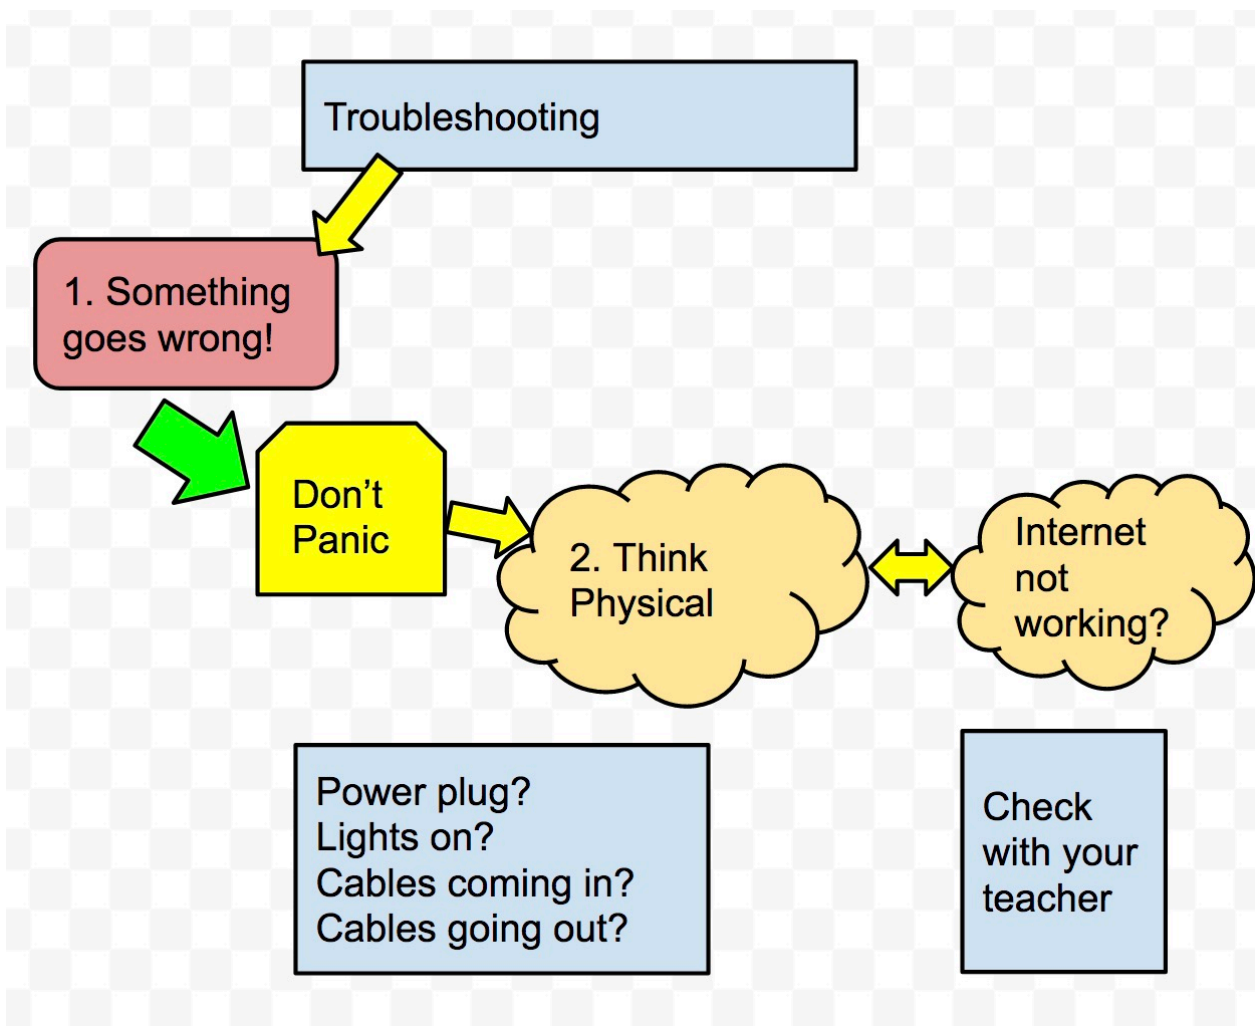 Troubleshooting
1. Something
goes wrong!
Don’t
Panic
2. Think
Physical
Internet
not
working?
Power plug?
Lights on?
Cables coming in?
Cables going out?
Check
with your
teacher